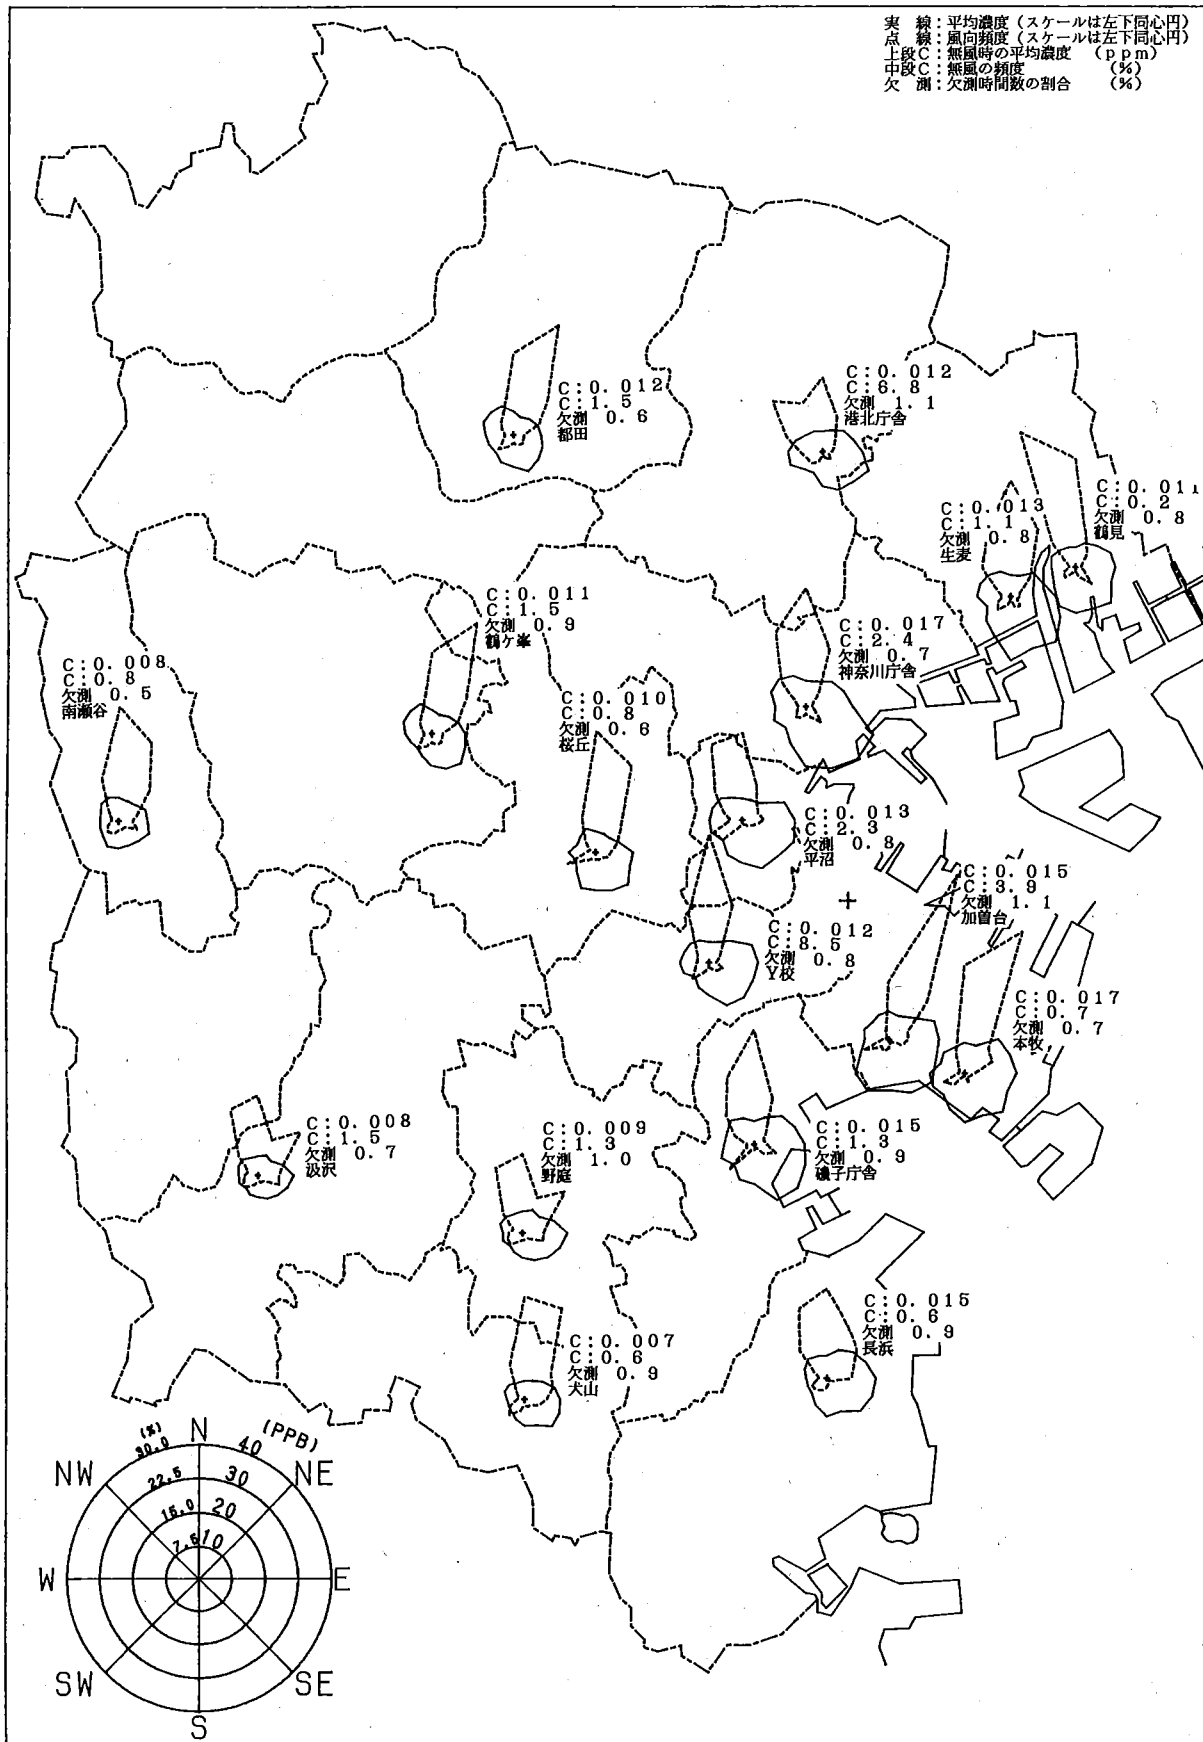 実　線：平均濃度（スケールは左下同心円）
点　線：風向頻度（スケールは左下同心円）
上段C：無風時の平均濃度　（ｐｐｍ）
中段C：無風の頻度　（％）
欠　測：欠測時間数の割合　（％）
C：0．012
C：1．5
欠測 0．6
都田
C：0．012
C：6．8
欠測 1．1
港北庁舎
C：0．011
C：0．2
欠測 0．8
鶴見
C：0．013
C：1．1
欠測 0．8
生麦
C：0．011
C：1．5
欠測 0．9
鶴ケ峯
C：0．017
C：2．4
欠測 0．7
神奈川庁舎
C：0．008
C：0．8
欠測 0．5
南瀬谷
C：0．010
C：0．8
欠測 0．6
桜丘
C：0．013
C：2．3
欠測 0．8
平沼
C：0．015
C：3．9
欠測 1．1
加曽台
C：0．012
C：8．5
欠測 0．8
Y校
C：0．017
C：0．7
欠測 0．7
本牧
C：0．008
C：1．5
欠測 0．7
汲沢
C：0．009
C：1．3
欠測 1．0
野庭
C：0．015
C：1．3
欠測 0．9
磯子庁舎
C：0．015
C：0．6
欠測 0．9
長浜
C：0．007
C：0．6
欠測 0．9
犬山
(%) N (PPB)
30.0 40
NW 22.5 30 NE
15.0 20
7.5 10
W E
SW SE
S